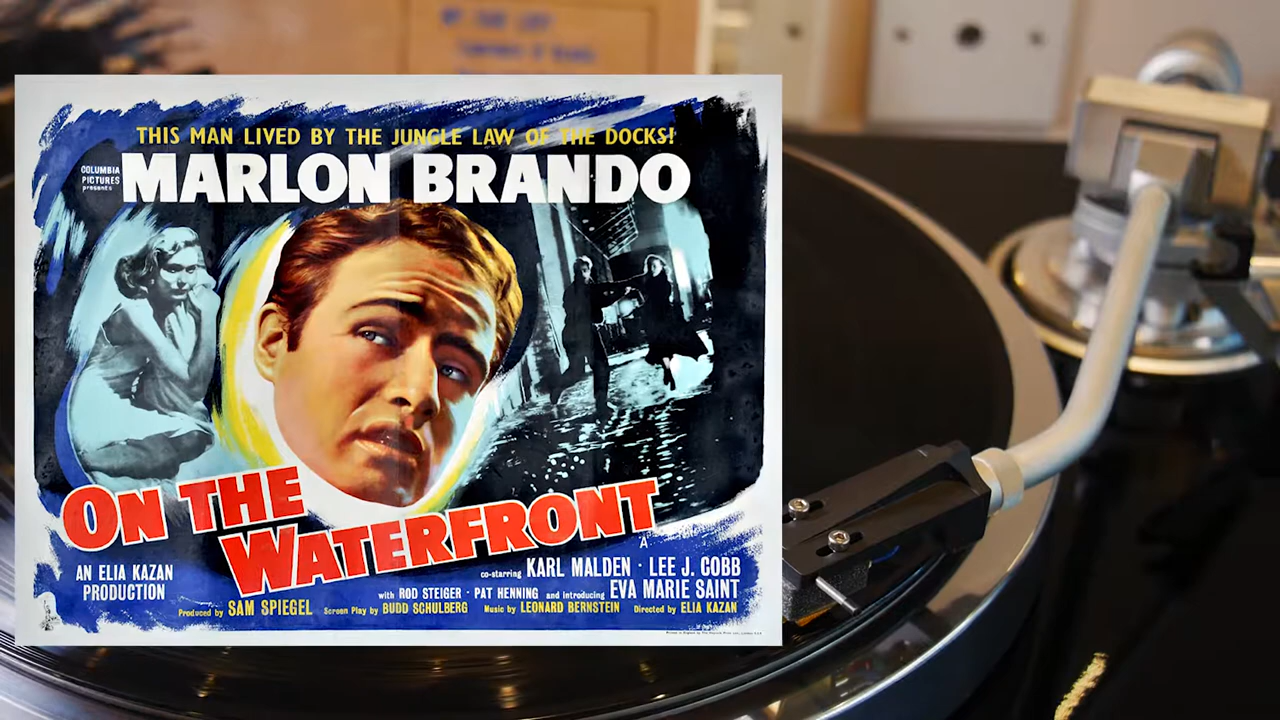 THIS MAN LIVED BY THE JUNGLE LAW OF THE DOCKS!
COLUMBIA
PICTURES
presents
MARLON BRANDO
ON THE
WATERFRONT
A
AN ELIA KAZAN
PRODUCTION
co-starring KARL MALDEN · LEE J. COBB
with ROD STEIGER · PAT HENNING and introducing EVA MARIE SAINT
Produced by SAM SPIEGEL Screen Play by BUDD SCHULBERG Music by LEONARD BERNSTEIN Directed by ELIA KAZAN